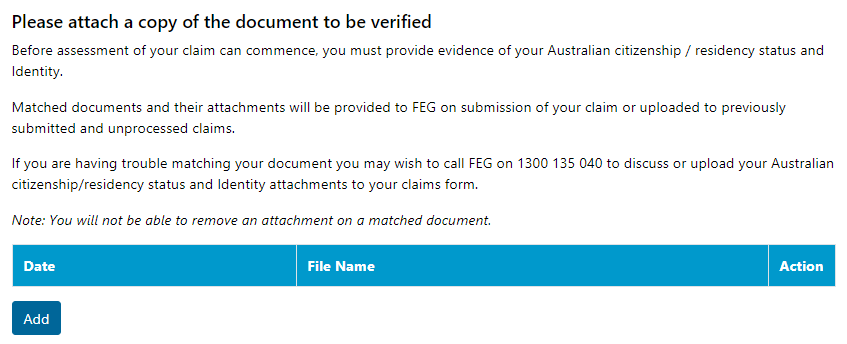 Please attach a copy of the document to be verified
Before assessment of your claim can commence, you must provide evidence of your Australian citizenship / residency status and
Identity.
Matched documents and their attachments will be provided to FEG on submission of your claim or uploaded to previously
submitted and unprocessed claims.
If you are having trouble matching your document you may wish to call FEG on 1300 135 040 to discuss or upload your Australian
citizenship/residency status and Identity attachments to your claims form.
Note: You will not be able to remove an attachment on a matched document.
Date File Name Action
Add